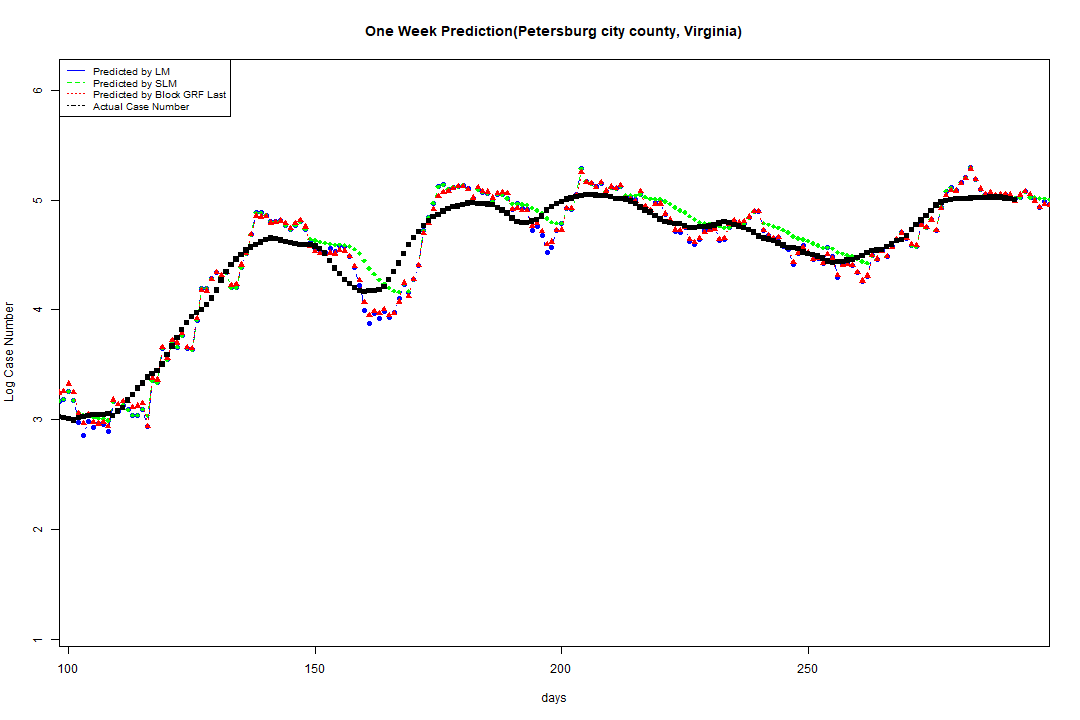 One Week Prediction(Petersburg city county, Virginia)
Predicted by LM
Predicted by SLM
Predicted by Block GRF Last
Actual Case Number
6
5
4
3
2
1
Log Case Number
100 150 200 250
days